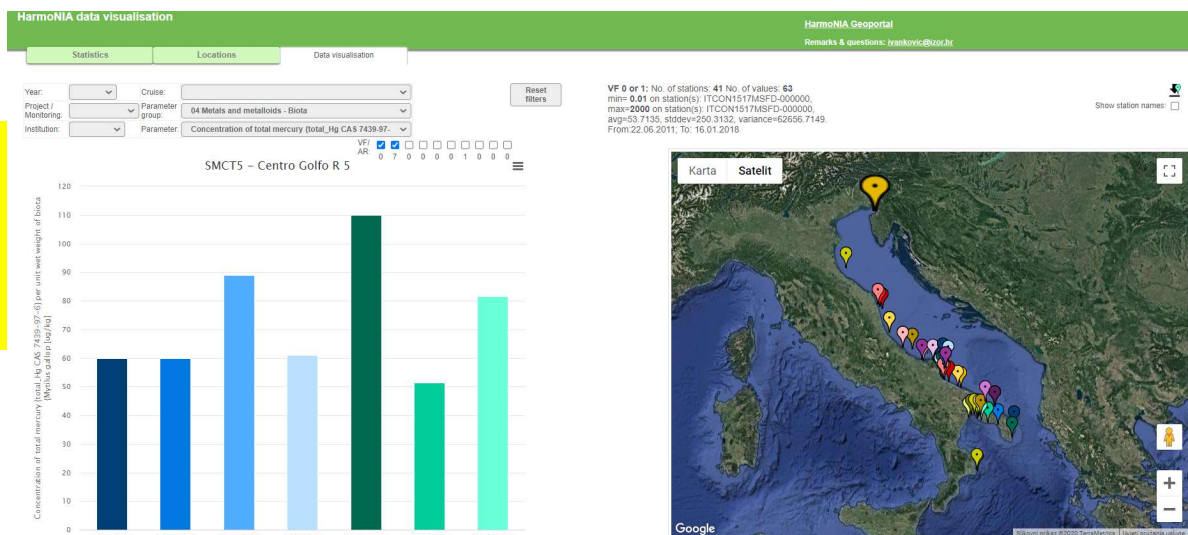 HarmoNIA data visualisation
HarmoNIA Geoportal
Remarks & questions: ivankovic@izor.hr
Statistics
Locations
Data visualisation
Year:
Cruise:
Reset filters
Project / Monitoring:
Parameter group:
04 Metals and metalloids - Biota
Institution:
Parameter:
Concentration of total mercury {total_Hg CAS 7439-97-
VF/ AR:
0 7 0 0 0 1 0 0 0
VF 0 or 1: No. of stations: 41 No. of values: 63
min= 0.01 on station(s): ITCON1517MSFD-000000,
max=2000 on station(s): ITCON1517MSFD-000000,
avg=53.7135, stddev=250.3132, variance=62656.7149.
From:22.06.2011; To: 16.01.2018
Show station names:
SMCT5 – Centro Golfo R 5
Concentration of total mercury {total_Hg CAS 7439-97-6} per unit wet weight of biota
[Mytilus gallop [ug/kg]
120
110
100
90
80
70
60
50
40
30
20
10
0
Karta
Satelit
Google